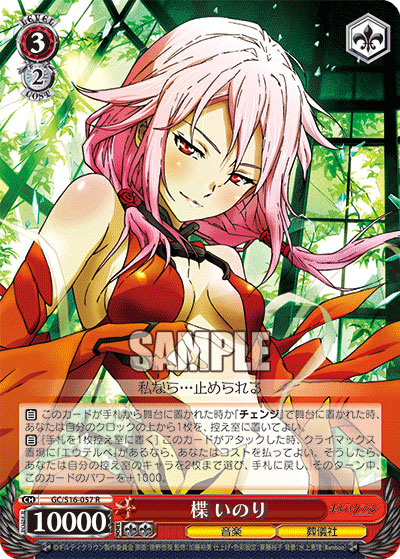 LEVEL
3
2
COST
SAMPLE
私なら…止められる
自 このカードが手札から舞台に置かれた時か「チェンジ」で舞台に置かれた時、
あなたは自分のクロックの上から1枚を、控え室に置いてよい。
自 [手札を1枚控え室に置く] このカードがアタックした時、クライマックス
置場に「エウテルペ」があるなら、あなたはコストを払ってよい。そうしたら、
あなたは自分の控え室のキャラを2枚まで選び、手札に戻し、そのターン中、
このカードのパワーを+1000。
CH GC/S16-057 R
10000
楪 いのり
ギルティクラウン
音楽
葬儀社